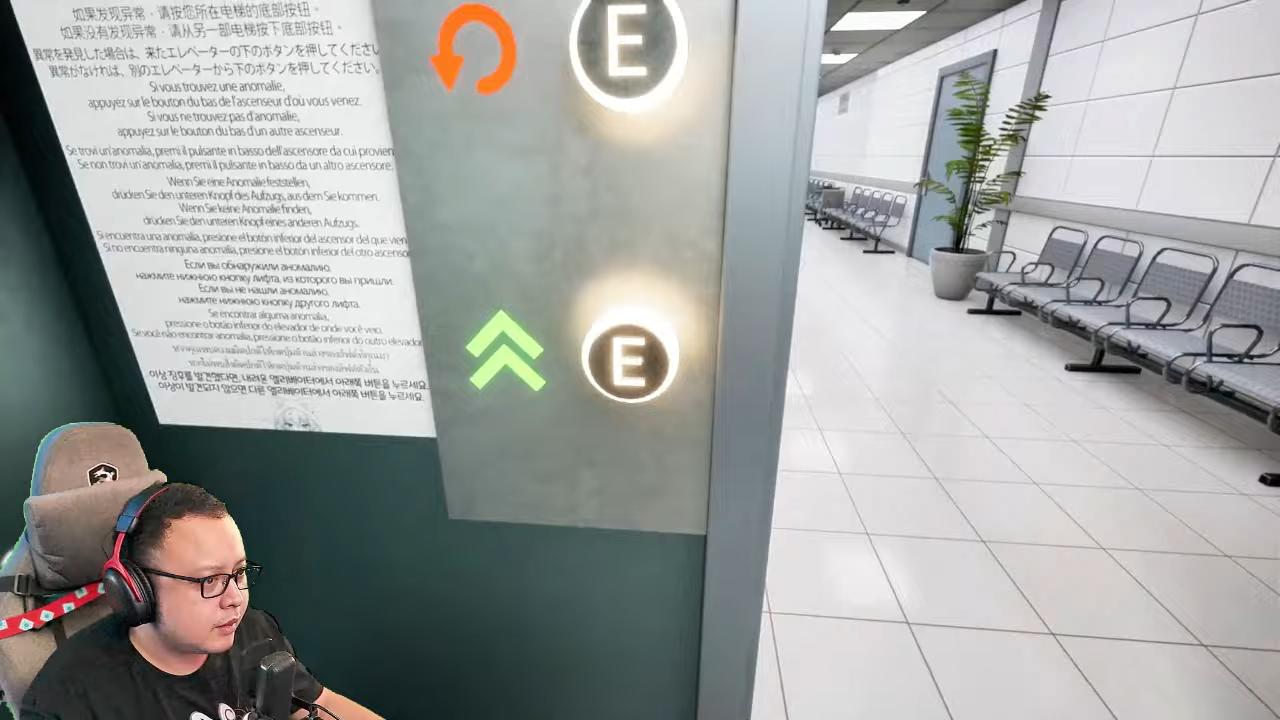 如果发现异常，请按您所在电梯的底部按钮。
如果没有发现异常，请从另一部电梯按下底部按钮。
異常を発見した場合は、来たエレベーターの下のボタンを押してください
異常がなければ、別のエレベーターから下のボタンを押してください。
Si vous trouvez une anomalie,
appuyez sur le bouton du bas de l'ascenseur d'où vous venez.
Si vous ne trouvez pas d'anomalie,
appuyez sur le bouton du bas d'un autre ascenseur.
Se trovi un'anomalia, premi il pulsante in basso dell'ascensore da cui provien
Se non trovi un'anomalia, premi il pulsante in basso da un altro ascensore.
Wenn Sie eine Anomalie feststellen,
drücken Sie den unteren Knopf des Aufzugs, aus dem Sie kommen.
Wenn Sie keine Anomalie finden,
drücken Sie den unteren Knopf eines anderen Aufzugs.
Si encuentra una anomalía, presione el botón inferior del ascensor del que vien
Si no encuentra ninguna anomalía, presione el botón inferior del otro ascensor
Если вы обнаружили аномалию,
нажмите нижнюю кнопку лифта, из которого вы пришли.
Если вы не нашли аномалию,
нажмите нижнюю кнопку другого лифта.
Se encontrar alguma anomalia,
pressione o botão inferior do elevador de onde você veio.
Se você não encontrar anomalia, pressione o botão inferior do outro elevador
이상 징후를 발견했다면, 내려온 엘리베이터에서 아래쪽 버튼을 누르세요.
이상이 발견되지 않으면 다른 엘리베이터에서 아래쪽 버튼을 누르세요.
E
E